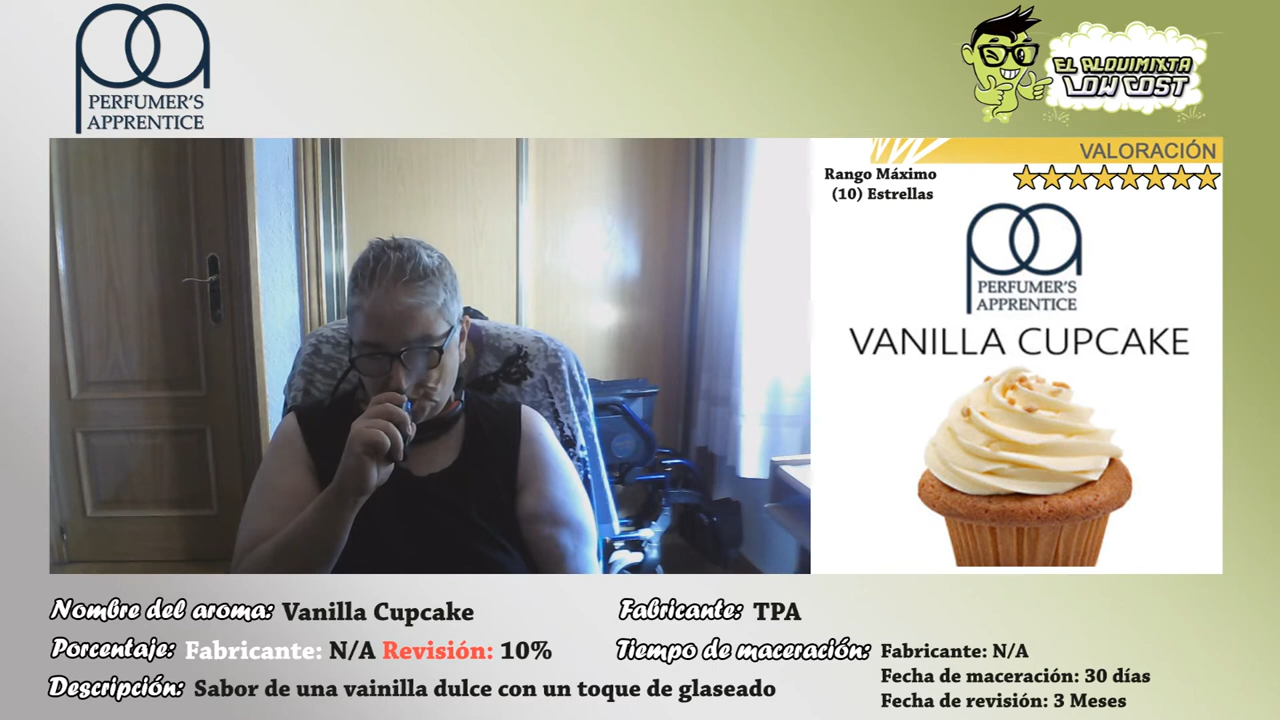 PERFUMER'S
APPRENTICE
EL ALQUIMIXTA
LOW COST
VALORACIÓN
Rango Máximo
(10) Estrellas
PERFUMER'S
APPRENTICE
VANILLA CUPCAKE
Nombre del aroma: Vanilla Cupcake
Fabricante: TPA
Porcentaje: Fabricante: N/A Revisión: 10%
Tiempo de maceración: Fabricante: N/A
Fecha de maceración: 30 días
Fecha de revisión: 3 Meses
Descripción: Sabor de una vainilla dulce con un toque de glaseado